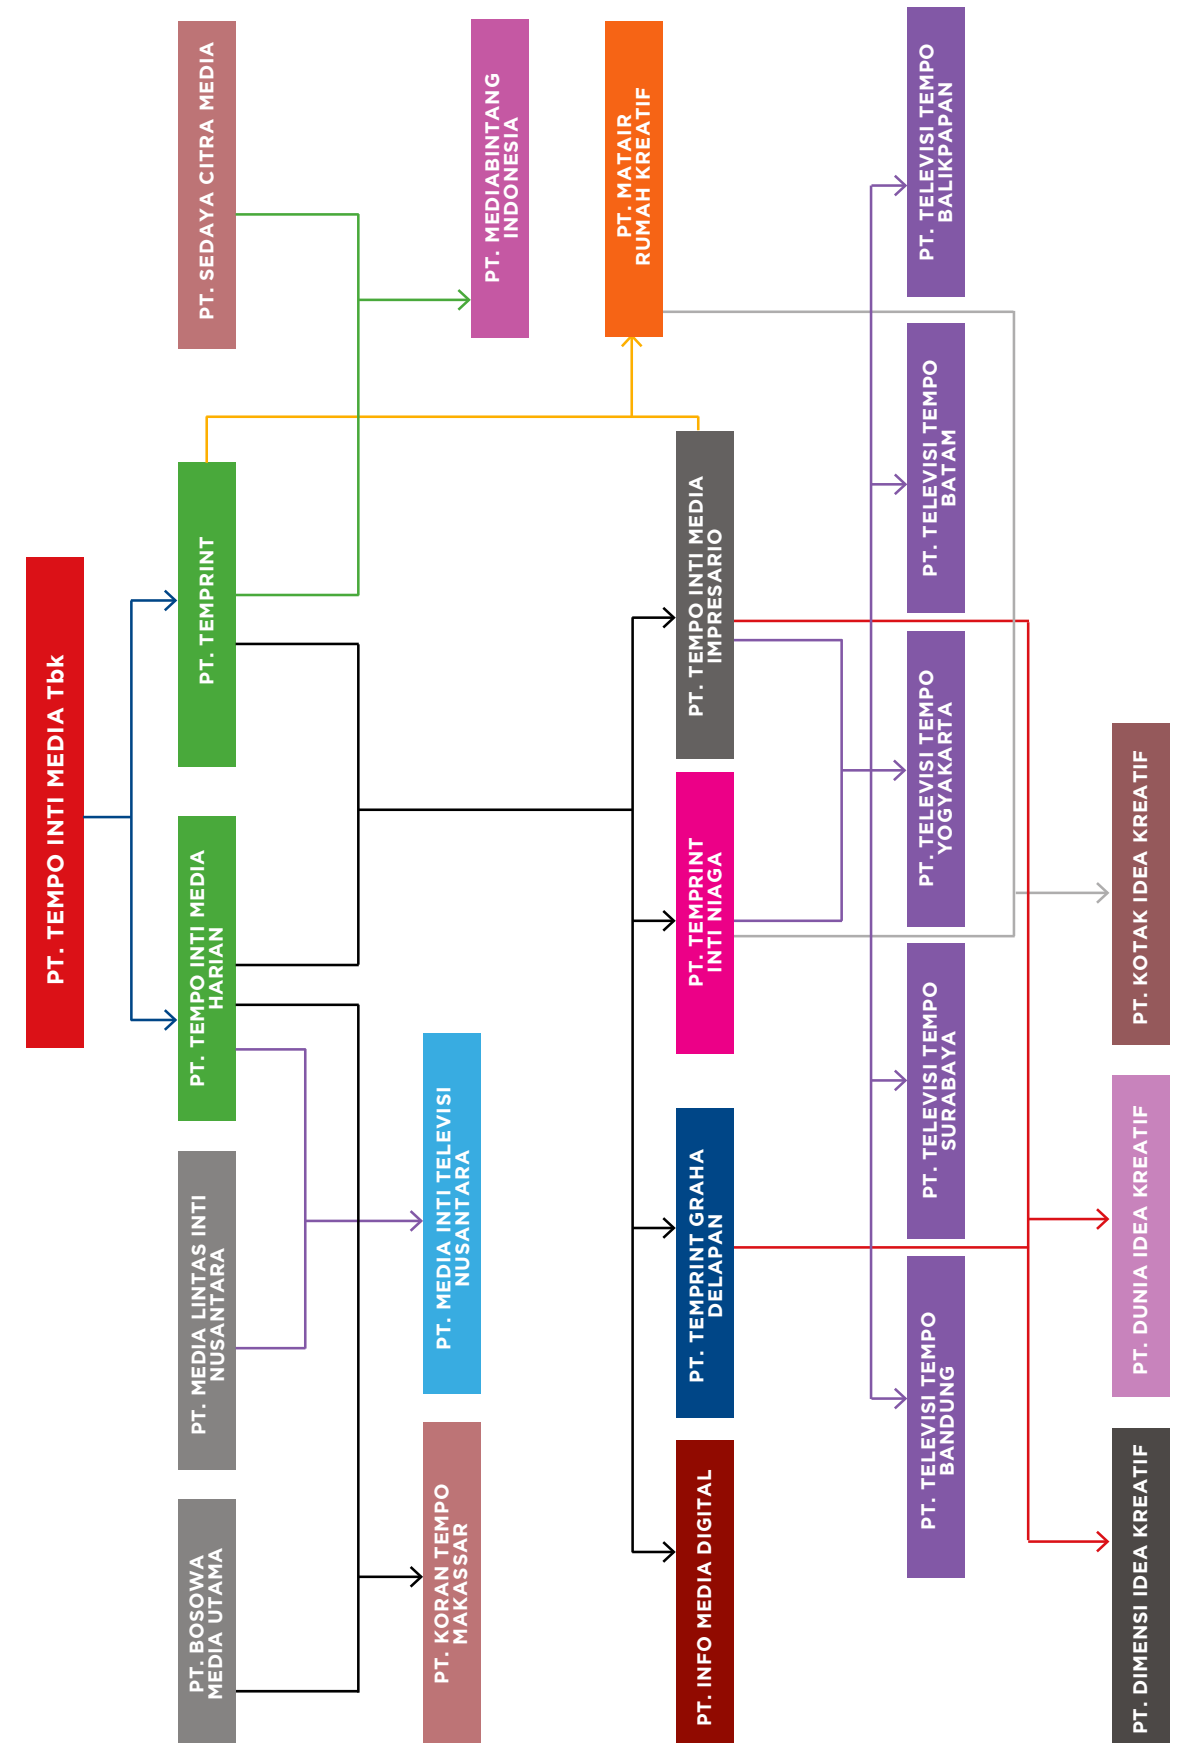 PT. TEMPO INTI MEDIA Tbk
PT. BOSOWA
MEDIA UTAMA
PT. MEDIA LINTAS INTI
NUSANTARA
PT. TEMPO INTI MEDIA
HARIAN
PT. TEMPRINT
PT. SEDAYA CITRA MEDIA
PT. KORAN TEMPO
MAKASSAR
PT. MEDIA INTI TELEVISI
NUSANTARA
PT. MEDIABINTANG
INDONESIA
PT. MATAIR
RUMAH KREATIF
PT. INFO MEDIA DIGITAL
PT. TEMPRINT GRAHA
DELAPAN
PT. TEMPRINT
INTI NIAGA
PT. TEMPO INTI MEDIA
IMPRESARIO
PT. TELEVISI TEMPO
BANDUNG
PT. TELEVISI TEMPO
SURABAYA
PT. TELEVISI TEMPO
YOGYAKARTA
PT. TELEVISI TEMPO
BATAM
PT. TELEVISI TEMPO
BALIKPAPAN
PT. DIMENSI IDEA KREATIF
PT. DUNIA IDEA KREATIF
PT. KOTAK IDEA KREATIF